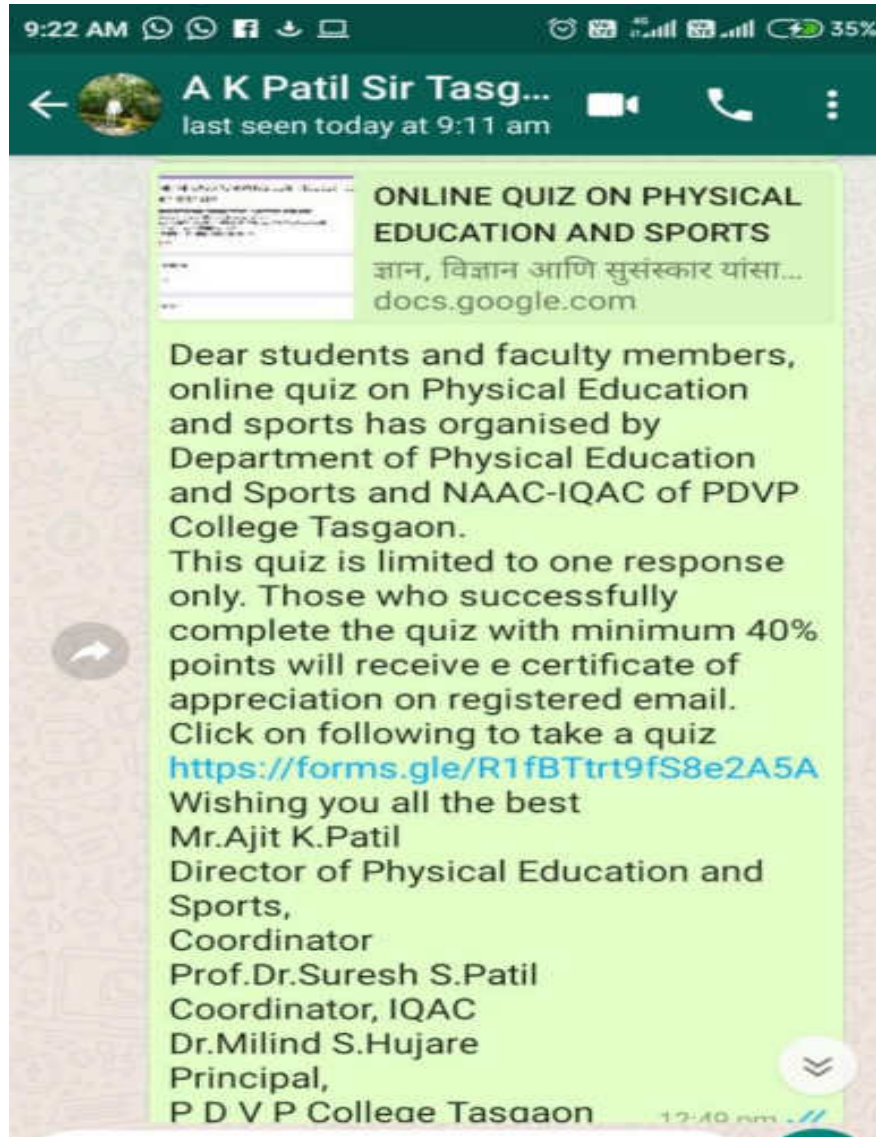 9:22 AM 35%
A K Patil Sir Tasg...
last seen today at 9:11 am
ONLINE QUIZ ON PHYSICAL
EDUCATION AND SPORTS
ज्ञान, विज्ञान आणि सुसंस्कार यांसा...
docs.google.com
Dear students and faculty members,
online quiz on Physical Education
and sports has organised by
Department of Physical Education
and Sports and NAAC-IQAC of PDVP
College Tasgaon.
This quiz is limited to one response
only. Those who successfully
complete the quiz with minimum 40%
points will receive e certificate of
appreciation on registered email.
Click on following to take a quiz
https://forms.gle/R1fBTtrt9fS8e2A5A
Wishing you all the best
Mr.Ajit K.Patil
Director of Physical Education and
Sports,
Coordinator
Prof.Dr.Suresh S.Patil
Coordinator, IQAC
Dr.Milind S.Hujare
Principal,
P D V P College Tasgaon 12:49 pm